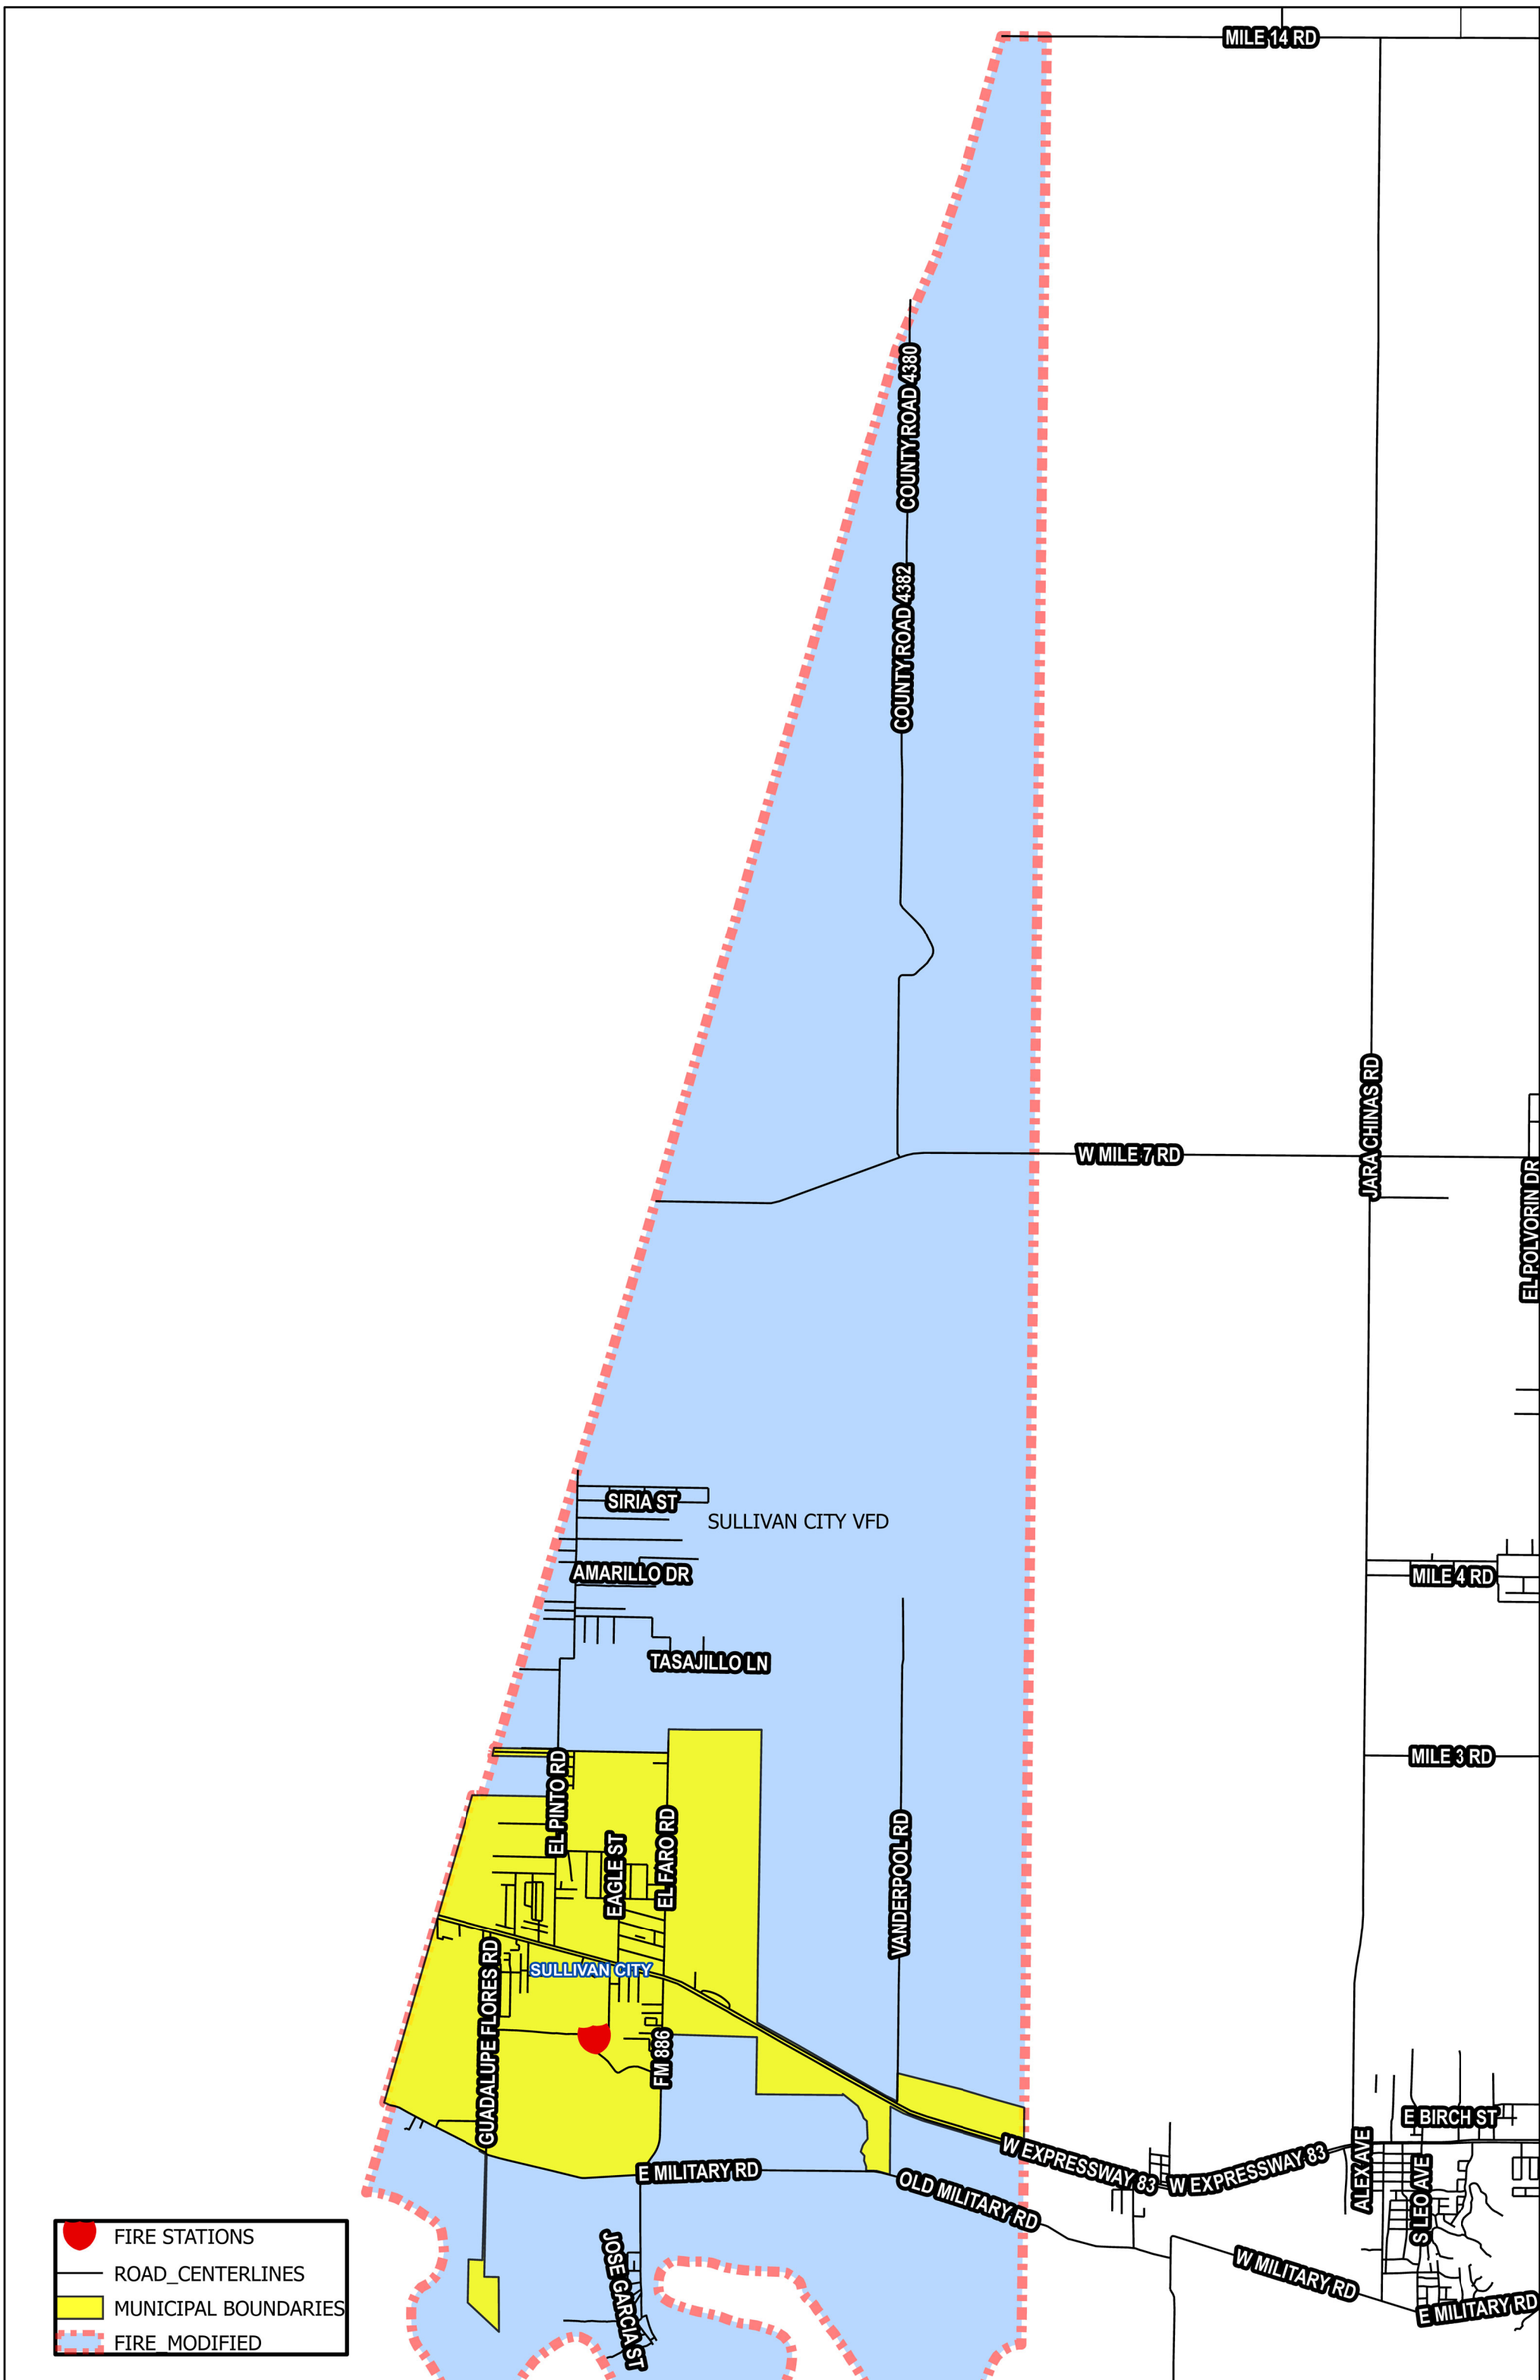 MILE 14 RD
COUNTY ROAD 4380
COUNTY ROAD 4382
JARA CHINAS RD
W MILE 7 RD
EL POLVORIN DR
SIRIA ST
SULLIVAN CITY VFD
AMARILLO DR
MILE 4 RD
TASAJILLO LN
MILE 3 RD
EL PINTO RD
EAGLE ST
EL FARO RD
VANDERPOOL RD
SULLIVAN CITY
GUADALUPE FLORES RD
FM 886
E BIRCH ST
W EXPRESSWAY 83
W EXPRESSWAY 83
ALEX AVE
S LEO AVE
E MILITARY RD
OLD MILITARY RD
JOSE GARCIA ST
W MILITARY RD
E MILITARY RD
FIRE STATIONS
ROAD_CENTERLINES
MUNICIPAL BOUNDARIES
FIRE_MODIFIED